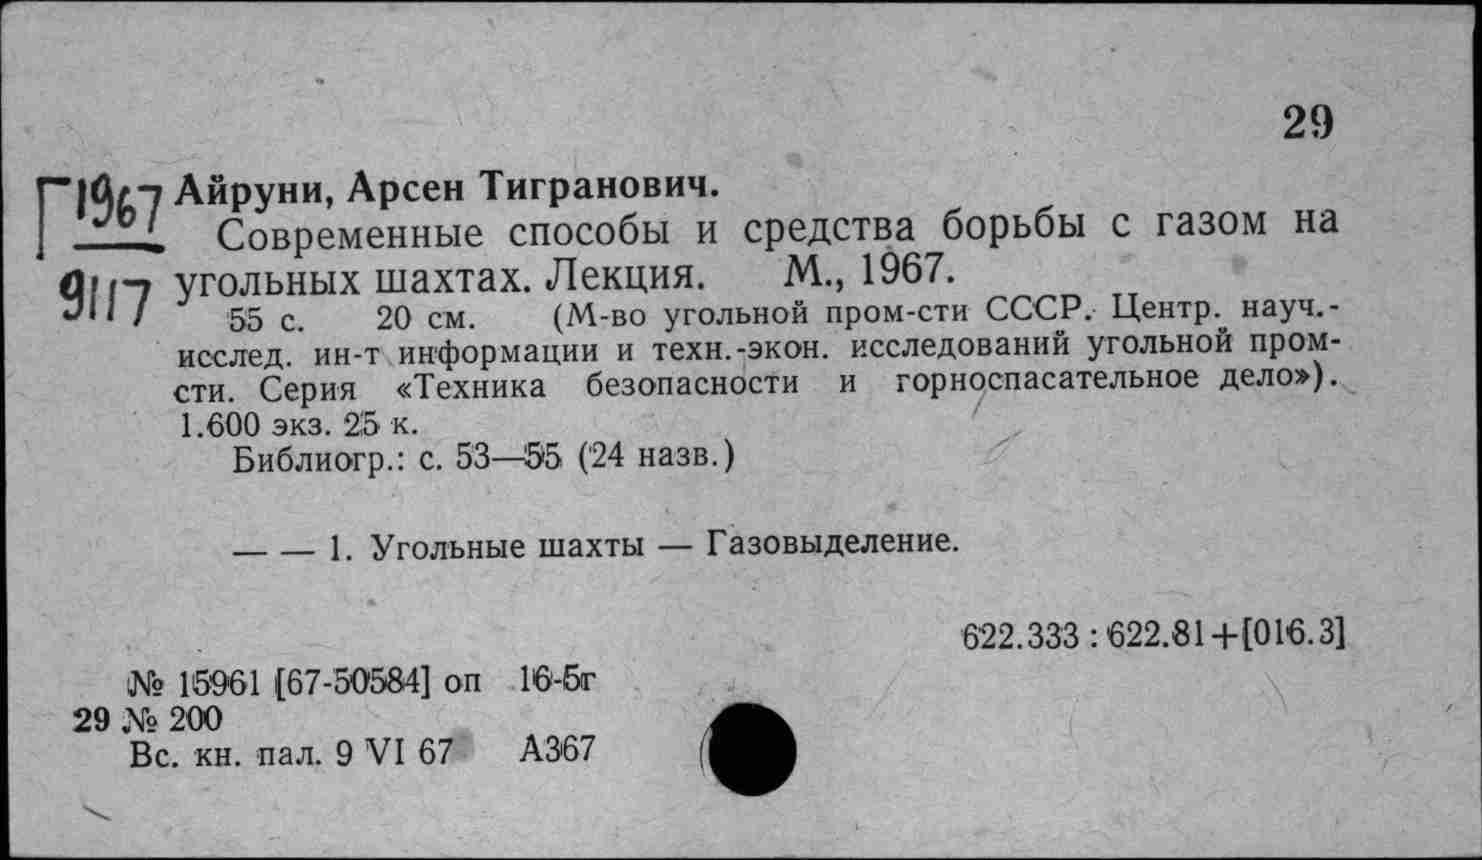 29
Г 1967 Айруни, Арсен Тигранович.
Современные способы и средства борьбы с газом на
9117 угольных шахтах. Лекция. М., 1967.
55 с. 20 см. (М-во угольной пром-сти СССР. Центр. науч.-
исслед. ин-т информации и техн.-экон. исследований угольной пром-
сти. Серия «Техника безопасности и горноспасательное дело»).
1.600 экз. 25 к.
Библиогр.: с. 53—55 (24 назв.)
— — 1. Угольные шахты — Газовыделение.
622.333 : 622.81+[016.3]
№ 15961 [67-50584] оп 16-5г
29 № 200
Вс. кн. пал. 9 VI 67 А367